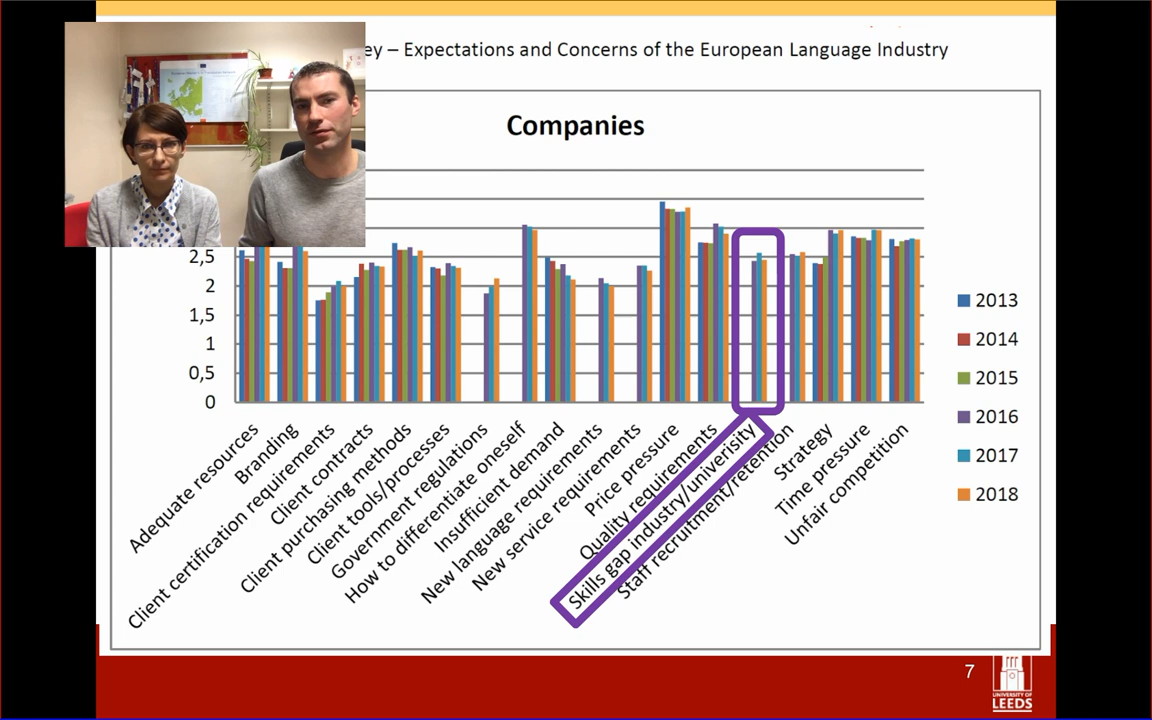 ey – Expectations and Concerns of the European Language Industry
Companies
2,5
2
1,5
1
0,5
0
2013
2014
2015
2016
2017
2018
Adequate resources
Branding
Client certification requirements
Client contracts
Client purchasing methods
Client tools/processes
Government regulations
How to differentiate oneself
Insufficient demand
New language requirements
New service requirements
Price pressure
Quality requirements
Skills gap industry/univerisity
Staff recruitment/retention
Strategy
Time pressure
Unfair competition
7
UNIVERSITY OF
LEEDS